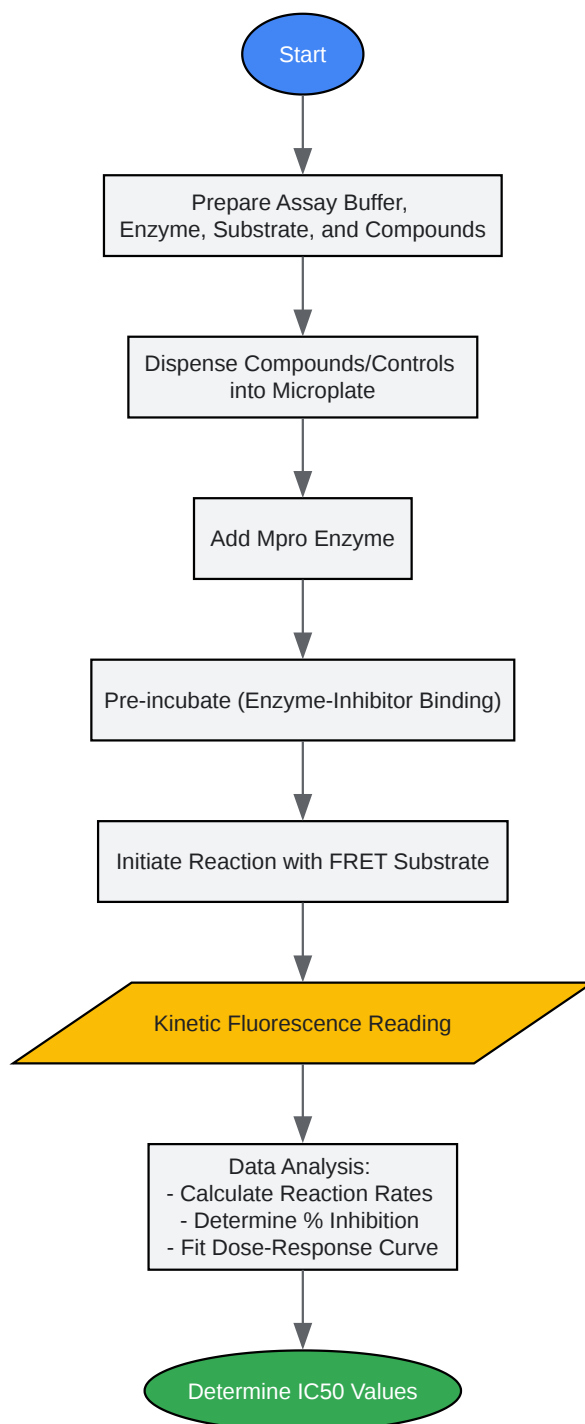 Start
Prepare Assay Buffer,
Enzyme, Substrate, and Compounds
Dispense Compounds/Controls
into Microplate
Add Mpro Enzyme
Pre-incubate (Enzyme-Inhibitor Binding)
Initiate Reaction with FRET Substrate
Kinetic Fluorescence Reading
Data Analysis:
- Calculate Reaction Rates
- Determine % Inhibition
- Fit Dose-Response Curve
Determine IC50 Values